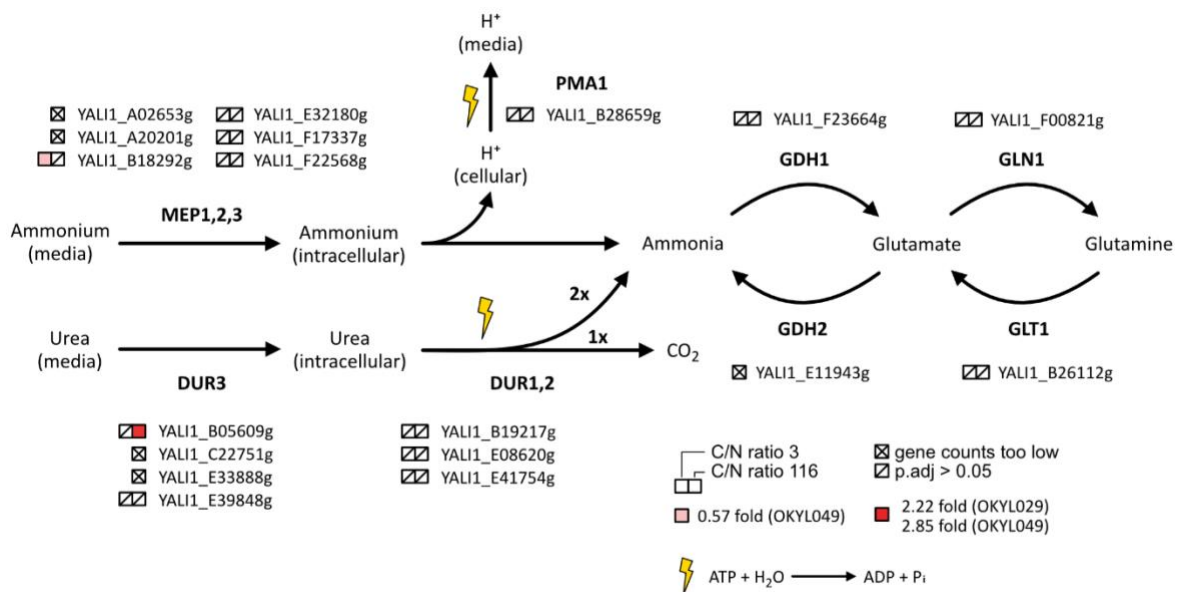 H⁺
(media)
PMA1
YALI1_B28659g
H⁺
(cellular)
YALI1_A02653g
YALI1_A20201g
YALI1_B18292g
YALI1_E32180g
YALI1_F17337g
YALI1_F22568g
MEP1,2,3
Ammonium
(media)
Ammonium
(intracellular)
Ammonia
YALI1_F23664g
GDH1
YALI1_F00821g
GLN1
Glutamate
Glutamine
GDH2
YALI1_E11943g
GLT1
YALI1_B26112g
Urea
(media)
DUR3
Urea
(intracellular)
2x
1x
DUR1,2
CO₂
YALI1_B05609g
YALI1_C22751g
YALI1_E33888g
YALI1_E39848g
YALI1_B19217g
YALI1_E08620g
YALI1_E41754g
C/N ratio 3
C/N ratio 116
gene counts too low
p.adj > 0.05
0.57 fold (OKYL049)
2.22 fold (OKYL029)
2.85 fold (OKYL049)
ATP + H₂O ADP + Pᵢ